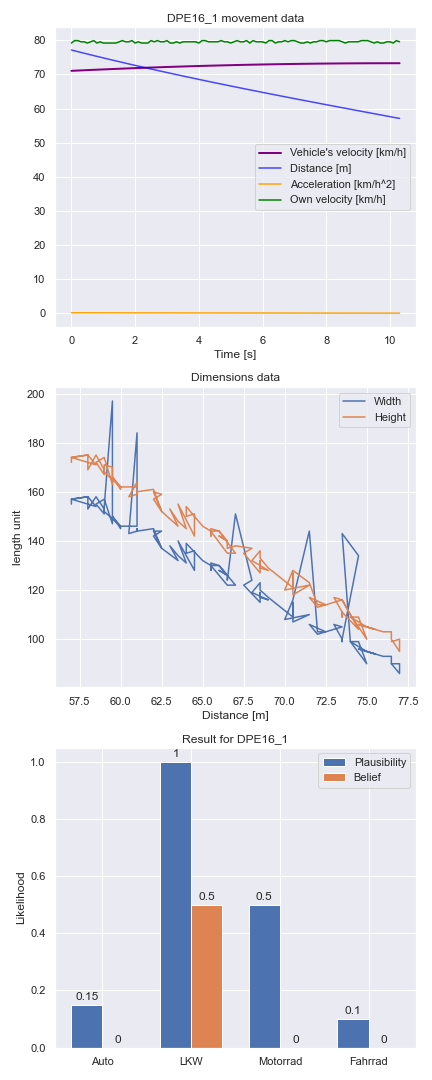 DPE16_1 movement data
80
70
60
50
40
30
20
10
0
Vehicle's velocity [km/h]
Distance [m]
Acceleration [km/h^2]
Own velocity [km/h]
0 2 4 6 8 10
Time [s]
Dimensions data
200
180
160
140
120
100
length unit
Width
Height
57.5 60.0 62.5 65.0 67.5 70.0 72.5 75.0 77.5
Distance [m]
Result for DPE16_1
1.0
0.8
0.6
0.4
0.2
0.0
Likelihood
Plausibility
Belief
1
0.5
0.5
0.15
0
0
0.1
0
Auto LKW Motorrad Fahrrad